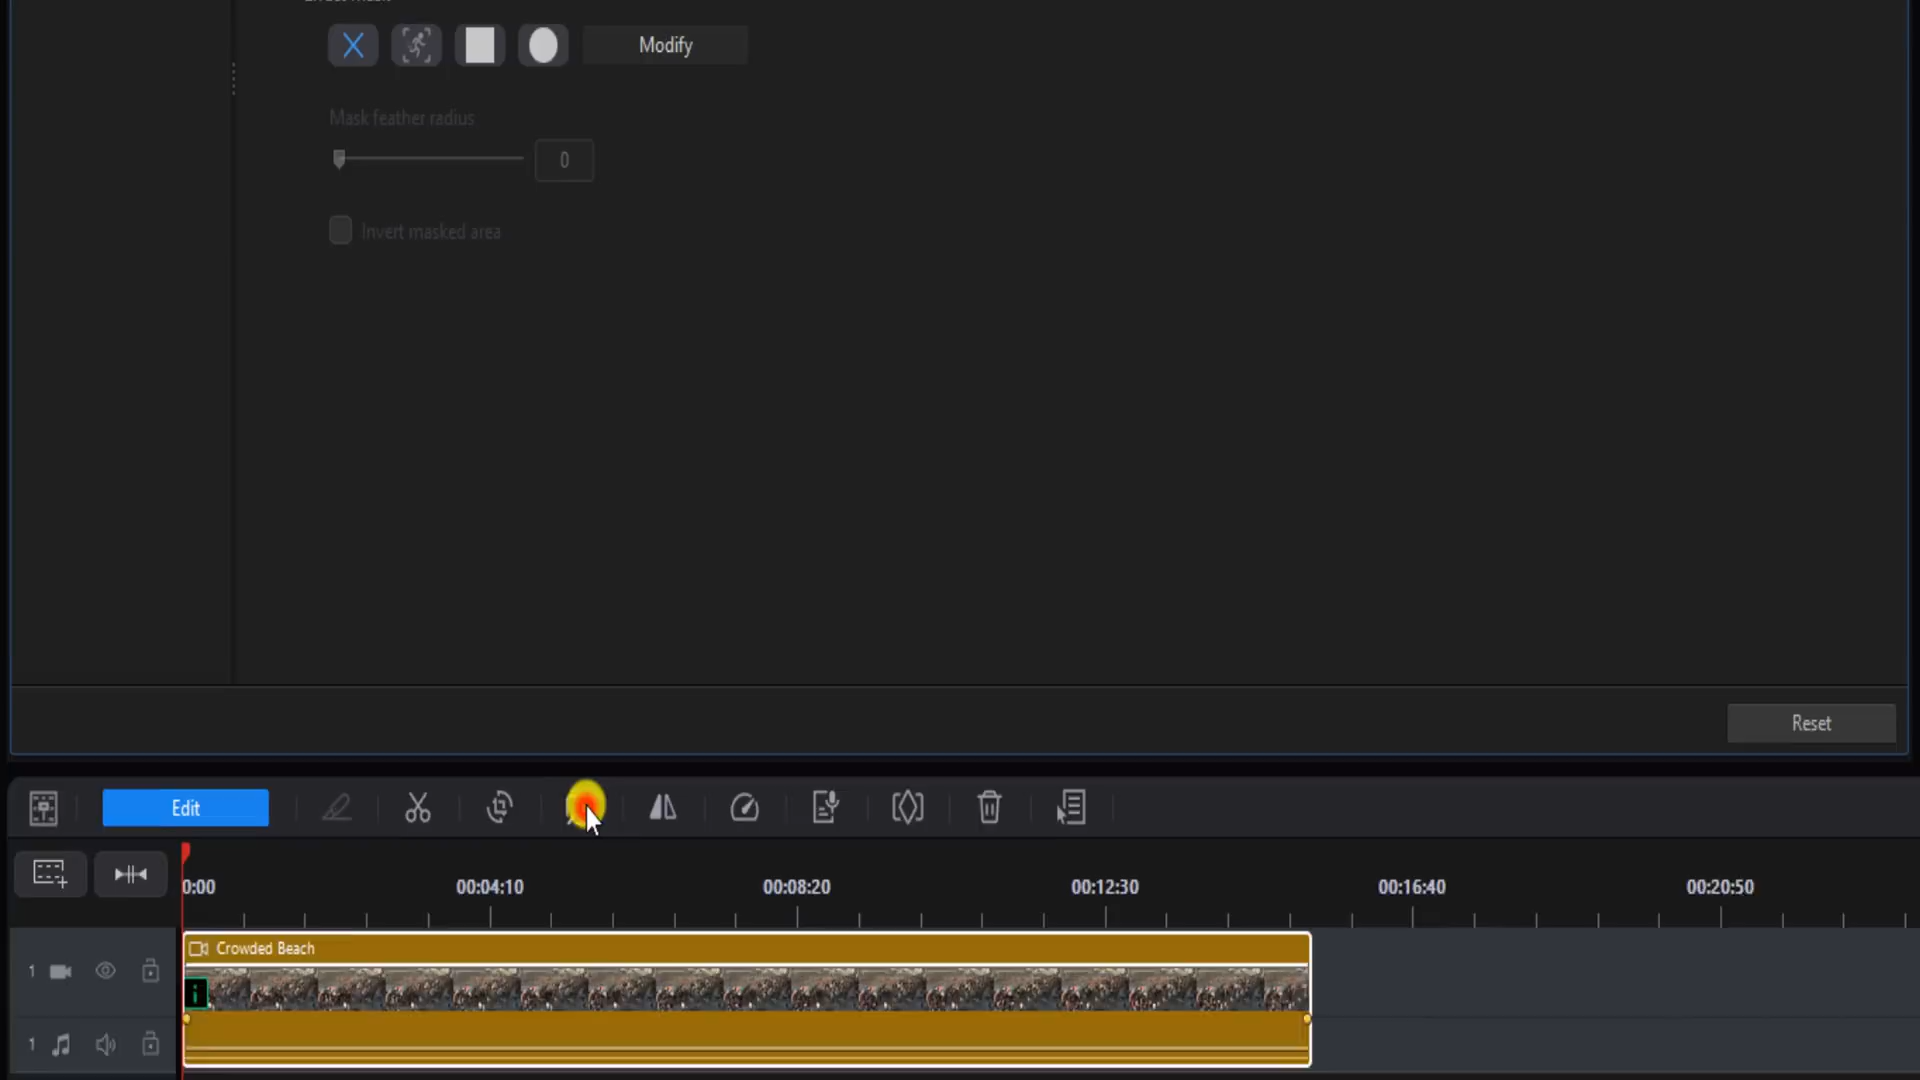 Modify
Mask feather radius
0
Invert masked area
Reset
Edit
0:00 00:04:10 00:08:20 00:12:30 00:16:40 00:20:50
Crowded Beach
1
i
1